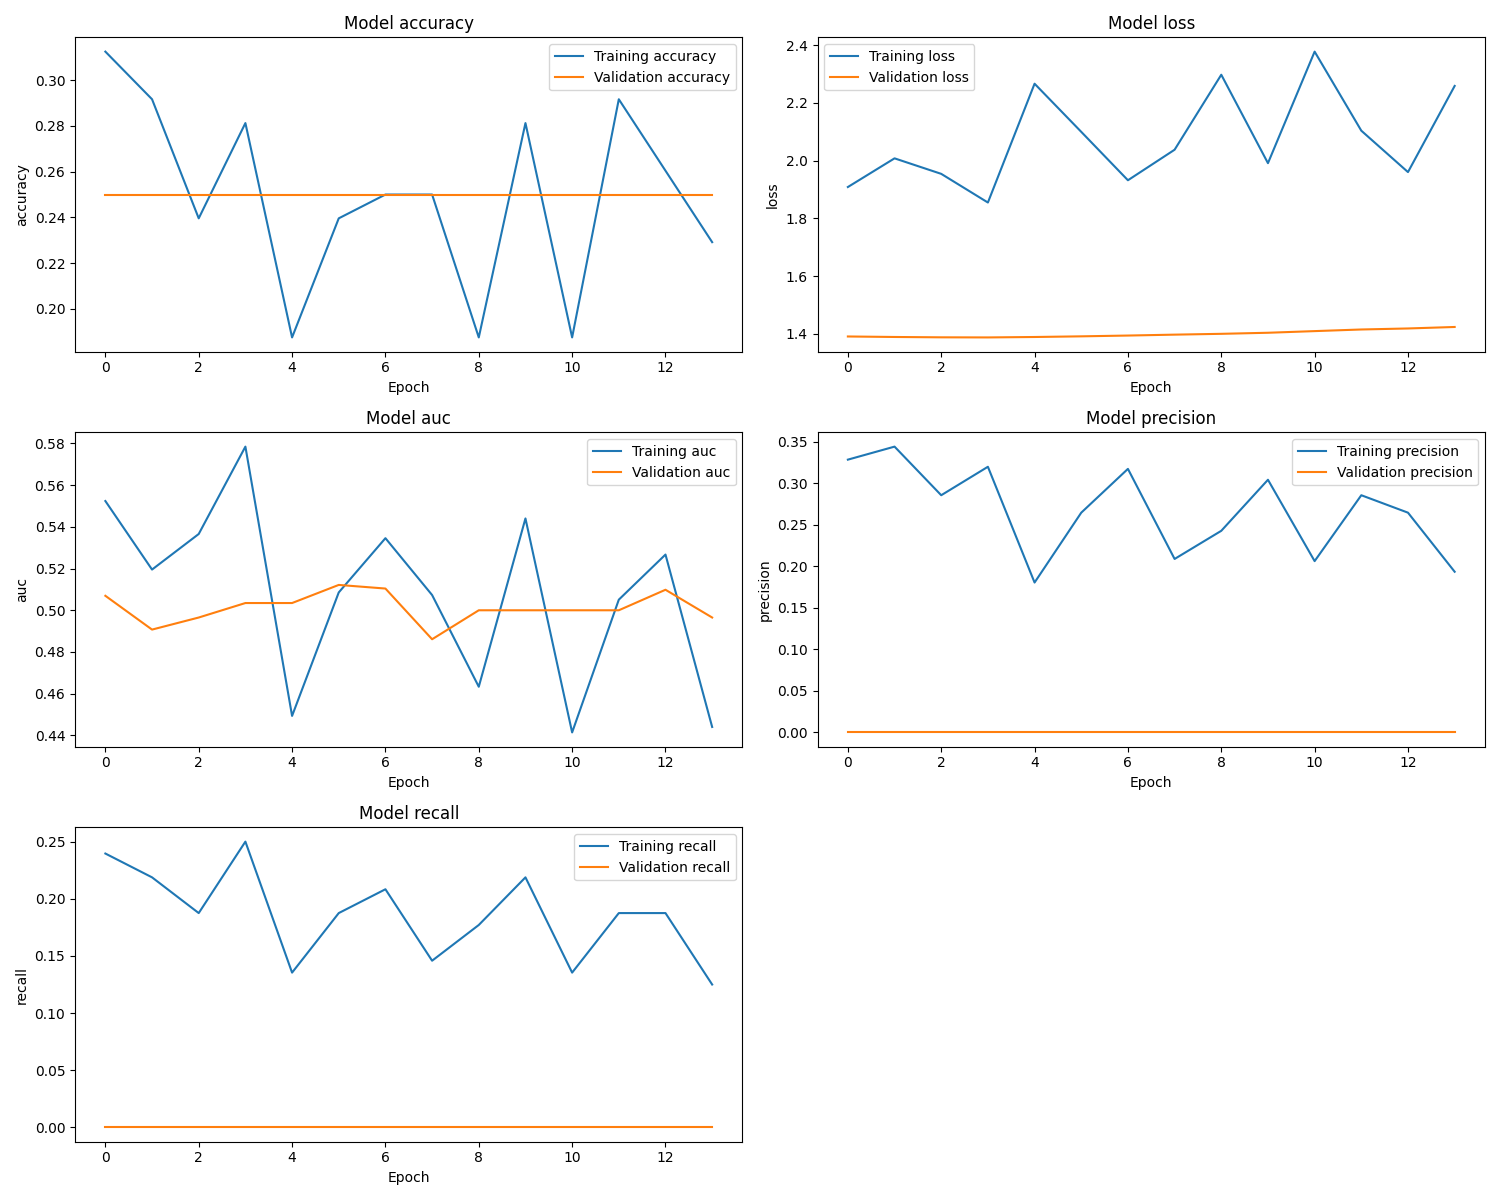 Model accuracy
Training accuracy
Validation accuracy
accuracy
0.30
0.28
0.26
0.24
0.22
0.20
0 2 4 6 8 10 12
Epoch
Model loss
Training loss
Validation loss
loss
2.4
2.2
2.0
1.8
1.6
1.4
0 2 4 6 8 10 12
Epoch
Model auc
Training auc
Validation auc
auc
0.58
0.56
0.54
0.52
0.50
0.48
0.46
0.44
0 2 4 6 8 10 12
Epoch
Model precision
Training precision
Validation precision
precision
0.35
0.30
0.25
0.20
0.15
0.10
0.05
0.00
0 2 4 6 8 10 12
Epoch
Model recall
Training recall
Validation recall
recall
0.25
0.20
0.15
0.10
0.05
0.00
0 2 4 6 8 10 12
Epoch